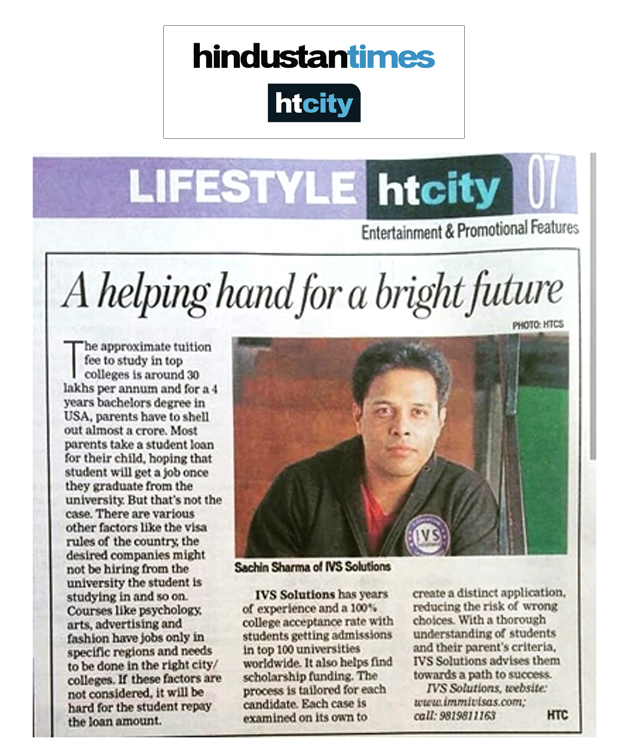 hindustantimes
htcity
LIFESTYLE htcity 07
Entertainment & Promotional Features
A helping hand for a bright future
PHOTO: HTCS
The approximate tuition
fee to study in top
colleges is around 30
lakhs per annum and for a 4
years bachelors degree in
USA, parents have to shell
out almost a crore. Most
parents take a student loan
for their child, hoping that
student will get a job once
they graduate from the
university. But that's not the
case. There are various
other factors like the visa
rules of the country, the
desired companies might
not be hiring from the
university the student is
studying in and so on.
Courses like psychology,
arts, advertising and
fashion have jobs only in
specific regions and needs
to be done in the right city/
colleges. If these factors are
not considered, it will be
hard for the student repay
the loan amount.
IVS
Sachin Sharma of IVS Solutions
IVS Solutions has years
of experience and a 100%
college acceptance rate with
students getting admissions
in top 100 universities
worldwide. It also helps find
scholarship funding. The
process is tailored for each
candidate. Each case is
examined on its own to
create a distinct application,
reducing the risk of wrong
choices. With a thorough
understanding of students
and their parent's criteria,
IVS Solutions advises them
towards a path to success.
IVS Solutions, website:
www.immivisas.com;
call: 9819811163 HTC